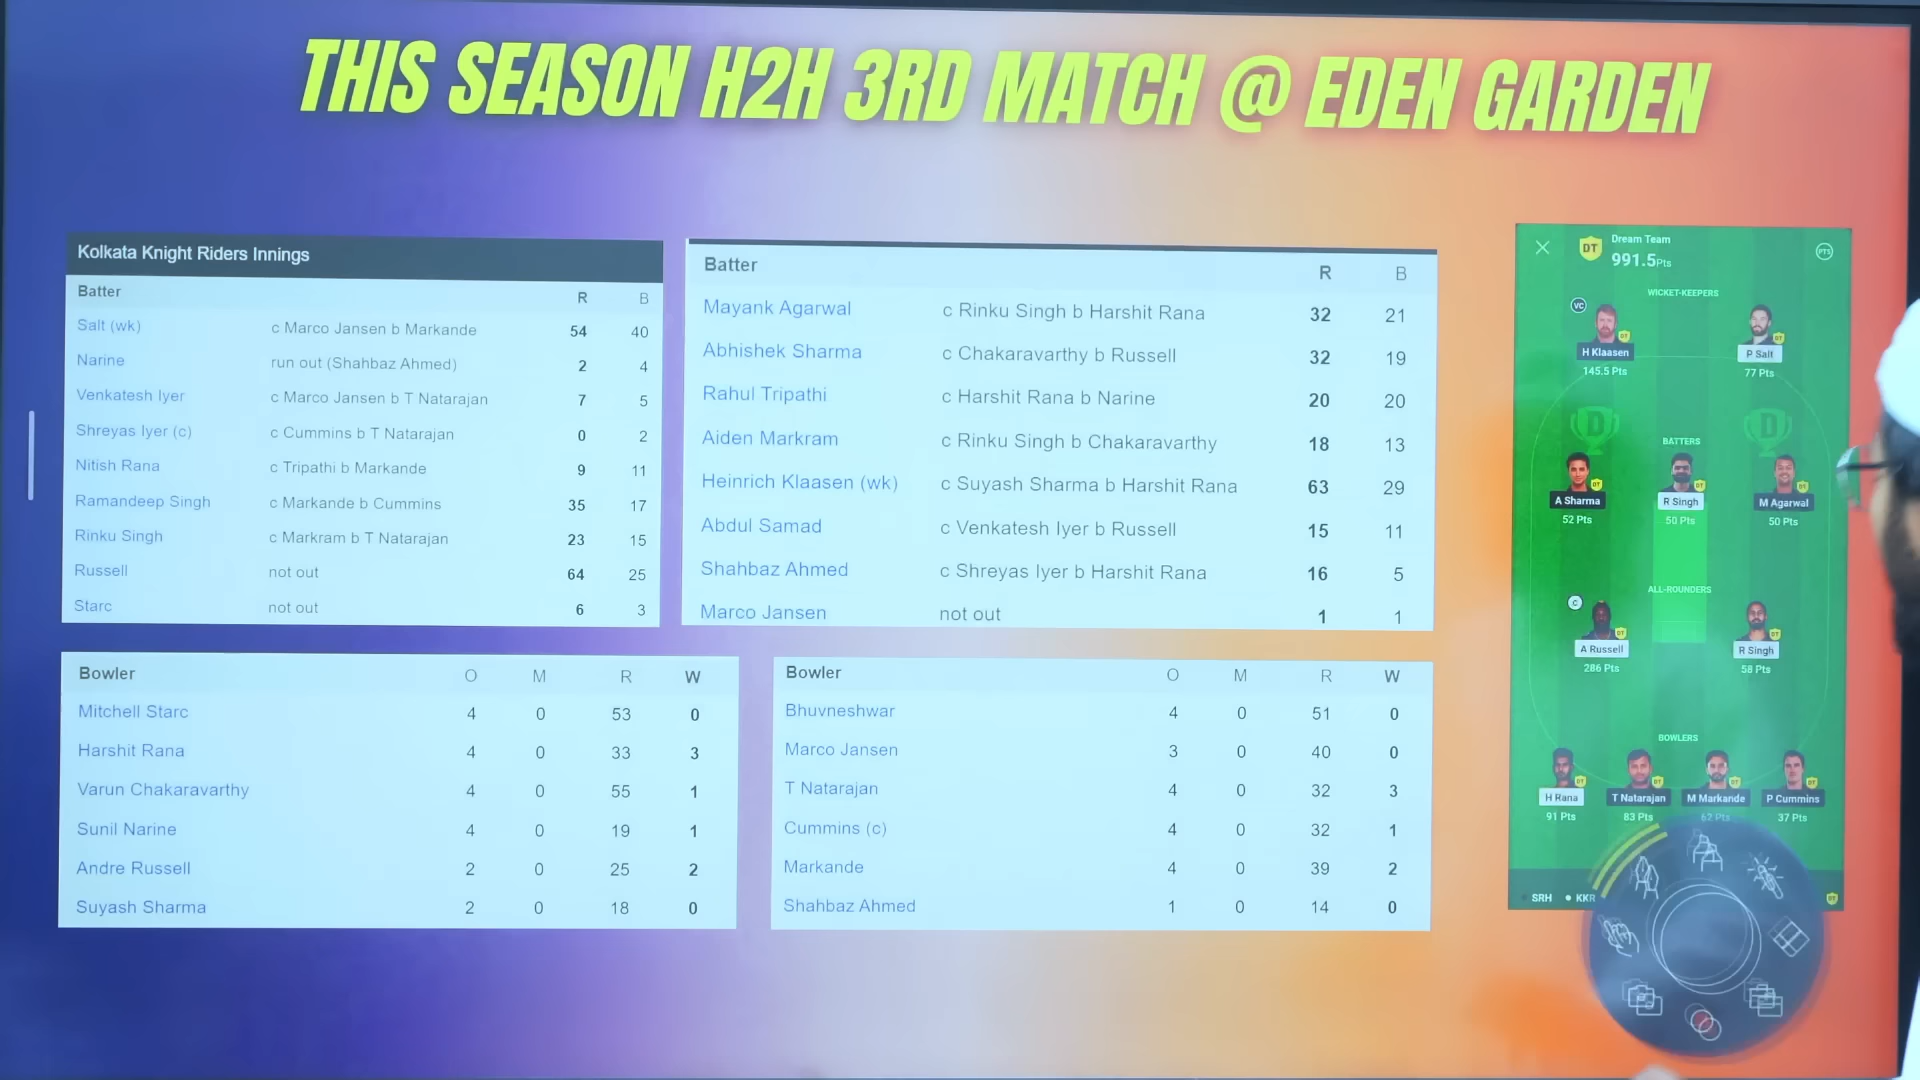 THIS SEASON H2H 3RD MATCH @ EDEN GARDEN
Kolkata Knight Riders Innings
Batter R B
Salt (wk) c Marco Jansen b Markande 54 40
Narine run out (Shahbaz Ahmed) 2 4
Venkatesh Iyer c Marco Jansen b T Natarajan 7 5
Shreyas Iyer (c) c Cummins b T Natarajan 0 2
Nitish Rana c Tripathi b Markande 9 11
Ramandeep Singh c Markande b Cummins 35 17
Rinku Singh c Markram b T Natarajan 23 15
Russell not out 64 25
Starc not out 6 3
Batter R B
Mayank Agarwal c Rinku Singh b Harshit Rana 32 21
Abhishek Sharma c Chakaravarthy b Russell 32 19
Rahul Tripathi c Harshit Rana b Narine 20 20
Aiden Markram c Rinku Singh b Chakaravarthy 18 13
Heinrich Klaasen (wk) c Suyash Sharma b Harshit Rana 63 29
Abdul Samad c Venkatesh Iyer b Russell 15 11
Shahbaz Ahmed c Shreyas Iyer b Harshit Rana 16 5
Marco Jansen not out 1 1
Bowler O M R W
Mitchell Starc 4 0 53 0
Harshit Rana 4 0 33 3
Varun Chakaravarthy 4 0 55 1
Sunil Narine 4 0 19 1
Andre Russell 2 0 25 2
Suyash Sharma 2 0 18 0
Bowler O M R W
Bhuvneshwar 4 0 51 0
Marco Jansen 3 0 40 0
T Natarajan 4 0 32 3
Cummins (c) 4 0 32 1
Markande 4 0 39 2
Shahbaz Ahmed 1 0 14 0
DT Dream Team PTS
991.5Pts
WICKET-KEEPERS
VC
H Klaasen P Salt
145.5 Pts 77 Pts
BATTERS
A Sharma R Singh M Agarwal
52 Pts 50 Pts 50 Pts
ALL-ROUNDERS
C
A Russell R Singh
286 Pts 58 Pts
BOWLERS
H Rana T Natarajan M Markande P Cummins
91 Pts 83 Pts 62 Pts 37 Pts
SRH KKR